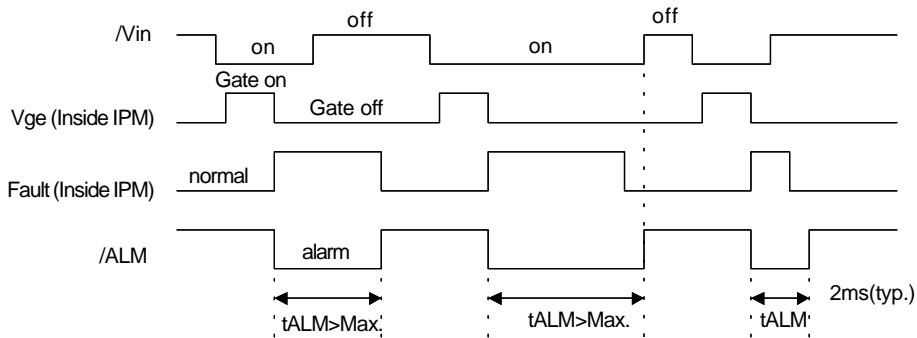 off
off
/Vin
on
on
Gate on
Vge (Inside IPM)
Gate off
normal
Fault (Inside IPM)
/ALM
alarm
2ms(typ.)
tALM>Max.
tALM>Max.
tALM